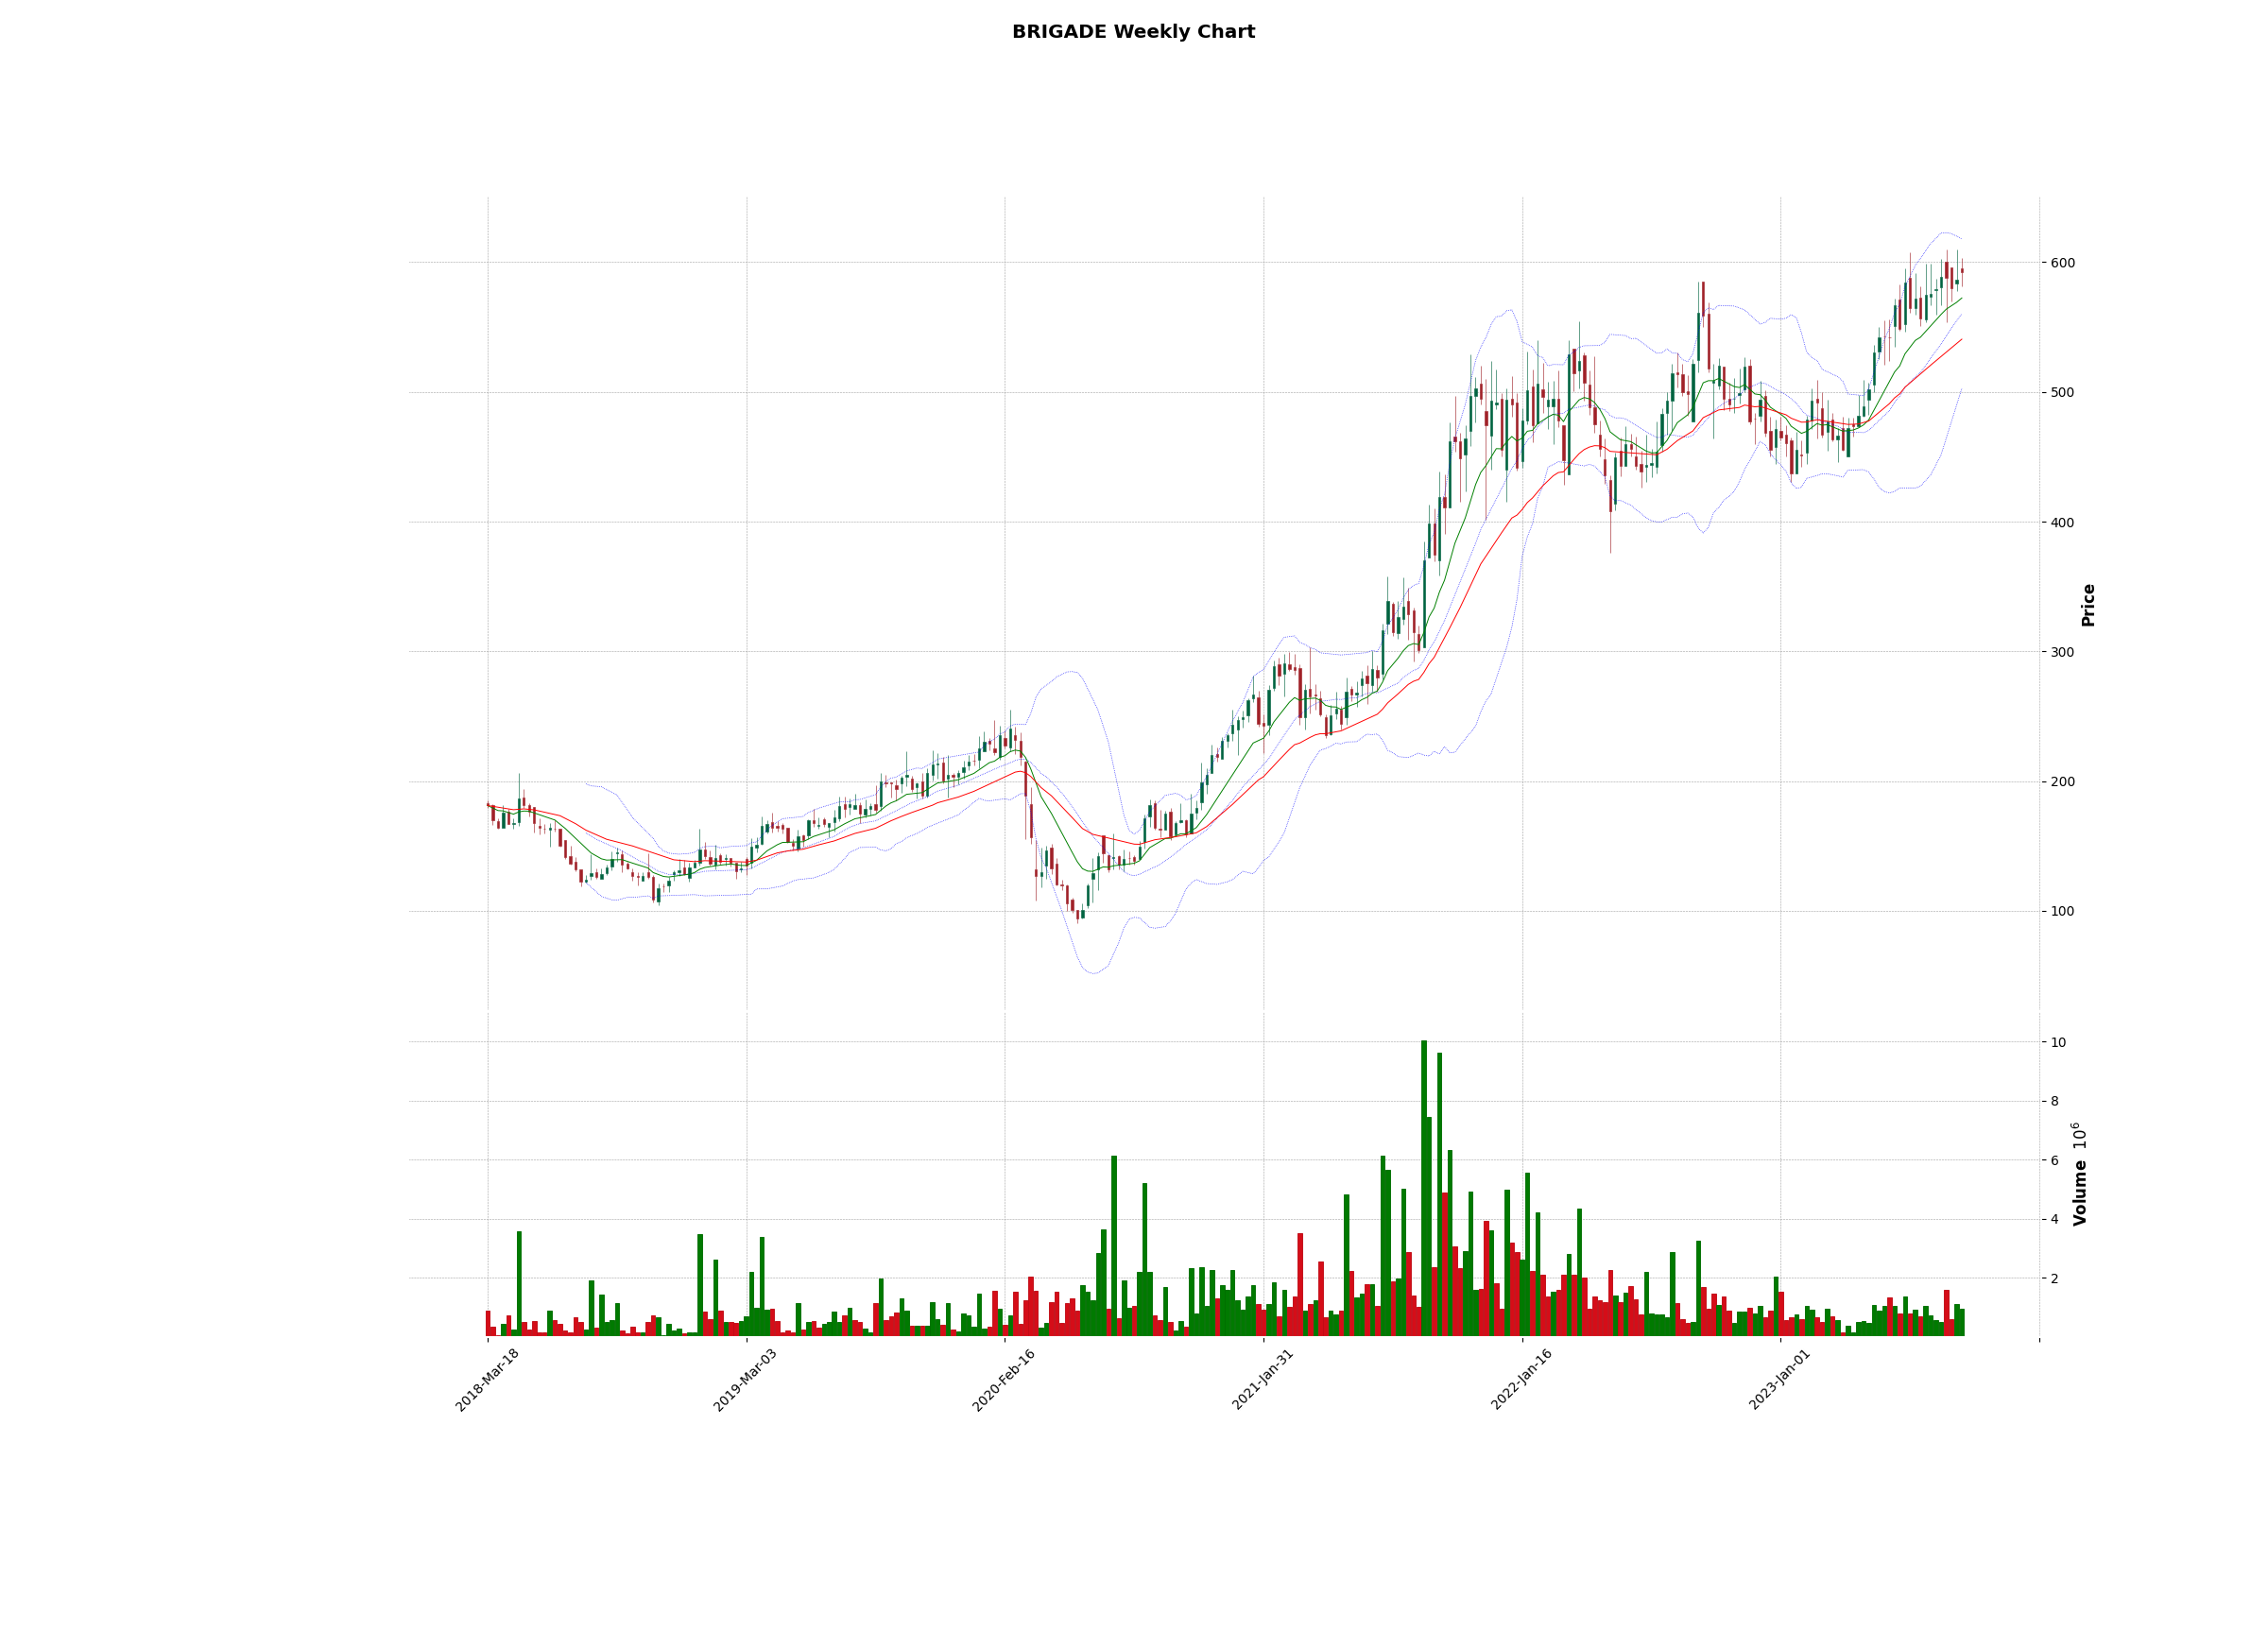 BRIGADE Weekly Chart
600
500
400
300
200
100
Price
10
8
6
4
2
Volume 10^6
2018-Mar-18
2019-Mar-03
2020-Feb-16
2021-Jan-31
2022-Jan-16
2023-Jan-01